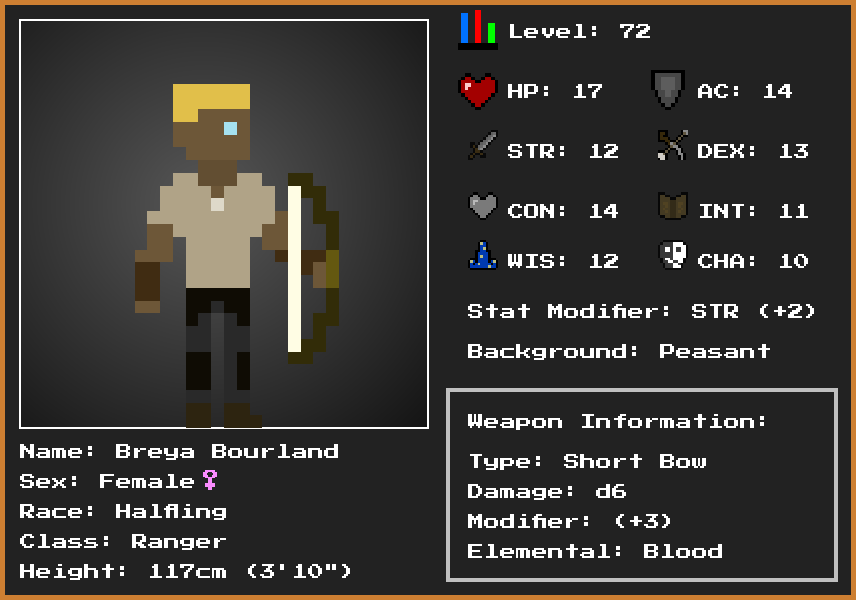 Level: 72
HP: 17
AC: 14
STR: 12
DEX: 13
CON: 14
INT: 11
WIS: 12
CHA: 10
Stat Modifier: STR (+2)
Background: Peasant
Weapon Information:
Type: Short Bow
Damage: d6
Modifier: (+3)
Elemental: Blood
Name: Breya Bourland
Sex: Female♀
Race: Halfling
Class: Ranger
Height: 117cm (3'10")